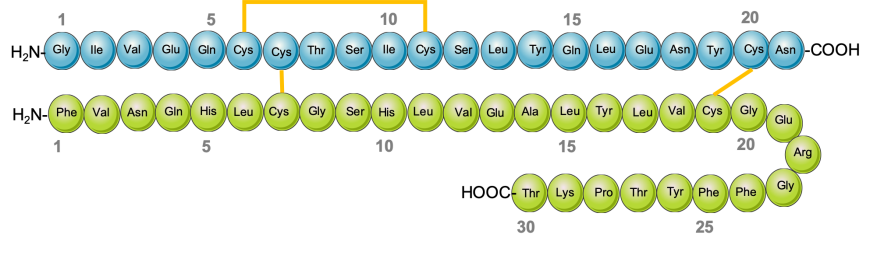 1 5 10 15 20
H₂N- Gly Ile Val Glu Gln Cys Cys Thr Ser Ile Cys Ser Leu Tyr Gln Leu Glu Asn Tyr Cys Asn -COOH
H₂N- Phe Val Asn Gln His Leu Cys Gly Ser His Leu Val Glu Ala Leu Tyr Leu Val Cys Gly Glu
1 5 10 15 20
Arg
HOOC- Thr Lys Pro Thr Tyr Phe Phe Gly
30 25